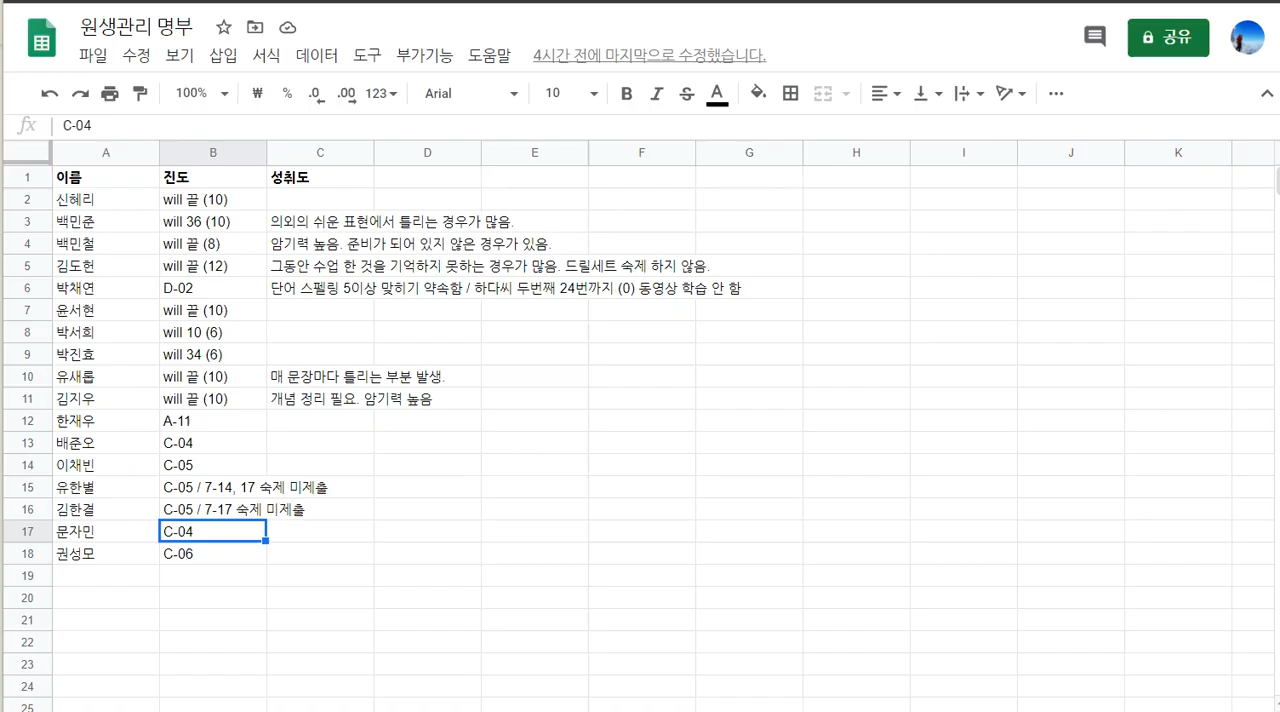 원생관리 명부
파일 수정 보기 삽입 서식 데이터 도구 부가기능 도움말 4시간 전에 마지막으로 수정했습니다.
공유
100% ₩ % .0 .00 123 Arial 10 B I S A
fx C-04
A B C D E F G H I J K
1 이름 진도 성취도
2 신혜리 will 끝 (10)
3 백민준 will 36 (10) 의외의 쉬운 표현에서 틀리는 경우가 많음.
4 백민철 will 끝 (8) 암기력 높음. 준비가 되어 있지 않은 경우가 있음.
5 김도헌 will 끝 (12) 그동안 수업 한 것을 기억하지 못하는 경우가 많음. 드릴세트 숙제 하지 않음.
6 박채연 D-02 단어 스펠링 5이상 맞히기 약속함 / 하다씨 두번째 24번까지 (0) 동영상 학습 안 함
7 윤서현 will 끝 (10)
8 박서희 will 10 (6)
9 박진효 will 34 (6)
10 유새롭 will 끝 (10) 매 문장마다 틀리는 부분 발생.
11 김지우 will 끝 (10) 개념 정리 필요. 암기력 높음
12 한재우 A-11
13 배준오 C-04
14 이채빈 C-05
15 유한별 C-05 / 7-14, 17 숙제 미제출
16 김한결 C-05 / 7-17 숙제 미제출
17 문자민 C-04
18 권성모 C-06
19
20
21
22
23
24
25